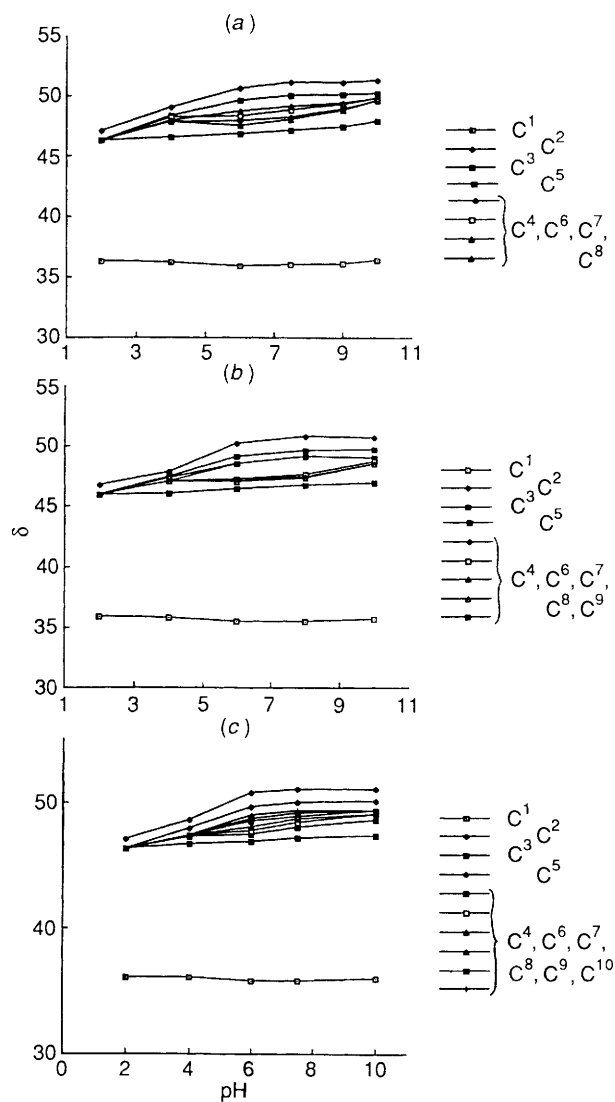 (a)
55
50
45
40
35
30
1 3 5 7 9 11
C¹
C²
C³
C⁵
C⁴, C⁶, C⁷,
C⁸
(b)
55
50
45
40
35
30
1 3 5 7 9 11
δ
C¹
C²
C³
C⁵
C⁴, C⁶, C⁷,
C⁸, C⁹
(c)
50
40
30
0 2 4 6 8 10
pH
C¹
C²
C³
C⁵
C⁴, C⁶, C⁷,
C⁸, C⁹, C¹⁰